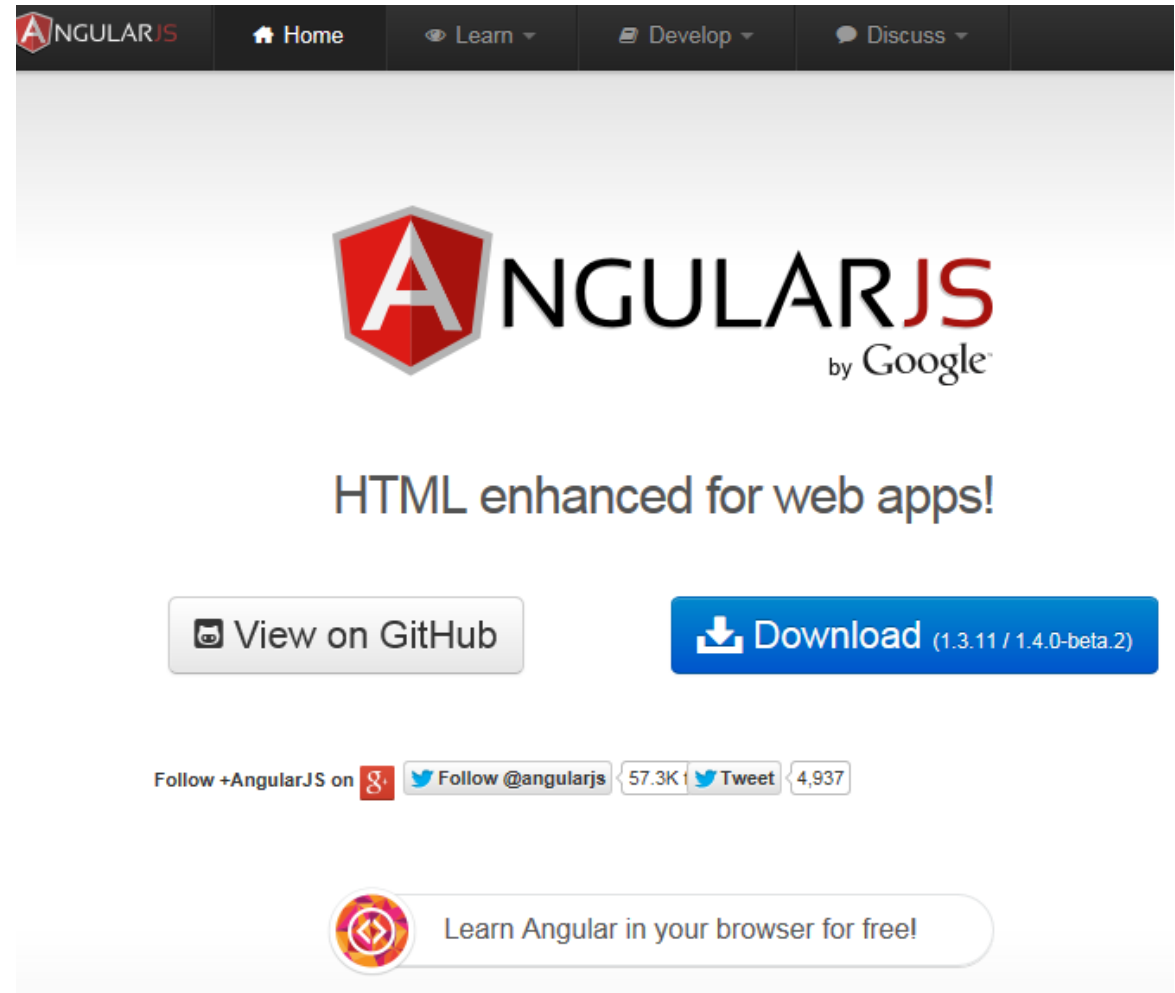 ANGULARJS Home Learn Develop Discuss
ANGULARJS
by Google
HTML enhanced for web apps!
View on GitHub Download (1.3.11 / 1.4.0-beta.2)
Follow +AngularJS on g+ Follow @angularjs 57.3K Tweet 4,937
Learn Angular in your browser for free!